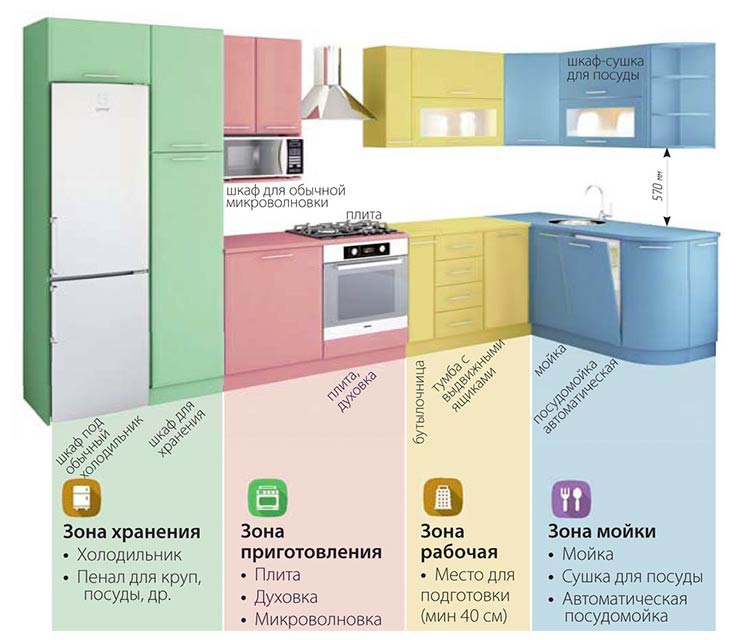 шкаф-сушка
для посуды
570 мм
шкаф для обычной
микроволновки
плита
шкаф под
обычный
холодильник
шкаф для
хранения
плита,
духовка
бутылочница
тумба с
выдвижными
ящиками
мойка
посудомойка
автоматическая
Зона хранения
• Холодильник
• Пенал для круп,
посуды, др.
Зона
приготовления
• Плита
• Духовка
• Микроволновка
Зона
рабочая
• Место для
подготовки
(мин 40 см)
Зона мойки
• Мойка
• Сушка для посуды
• Автоматическая
посудомойка